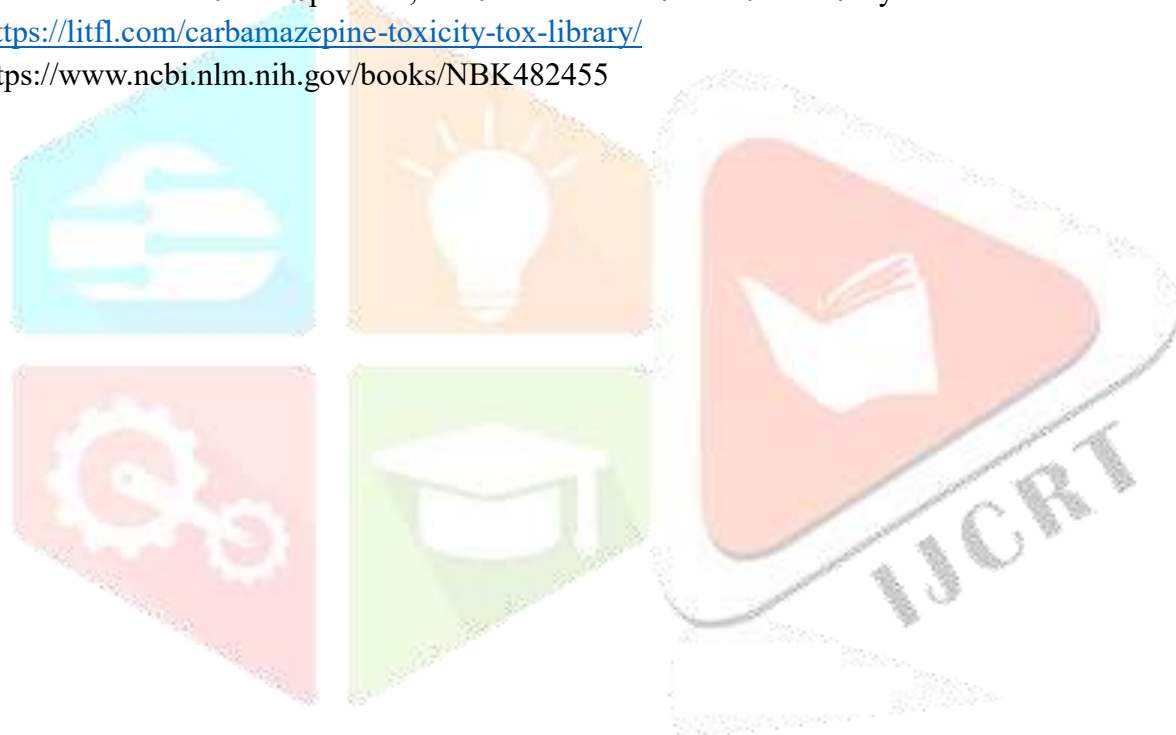 ttps://litfl.com/carbamazepine-toxicity-tox-library/
tps://www.ncbi.nlm.nih.gov/books/NBK482455
IJCRT